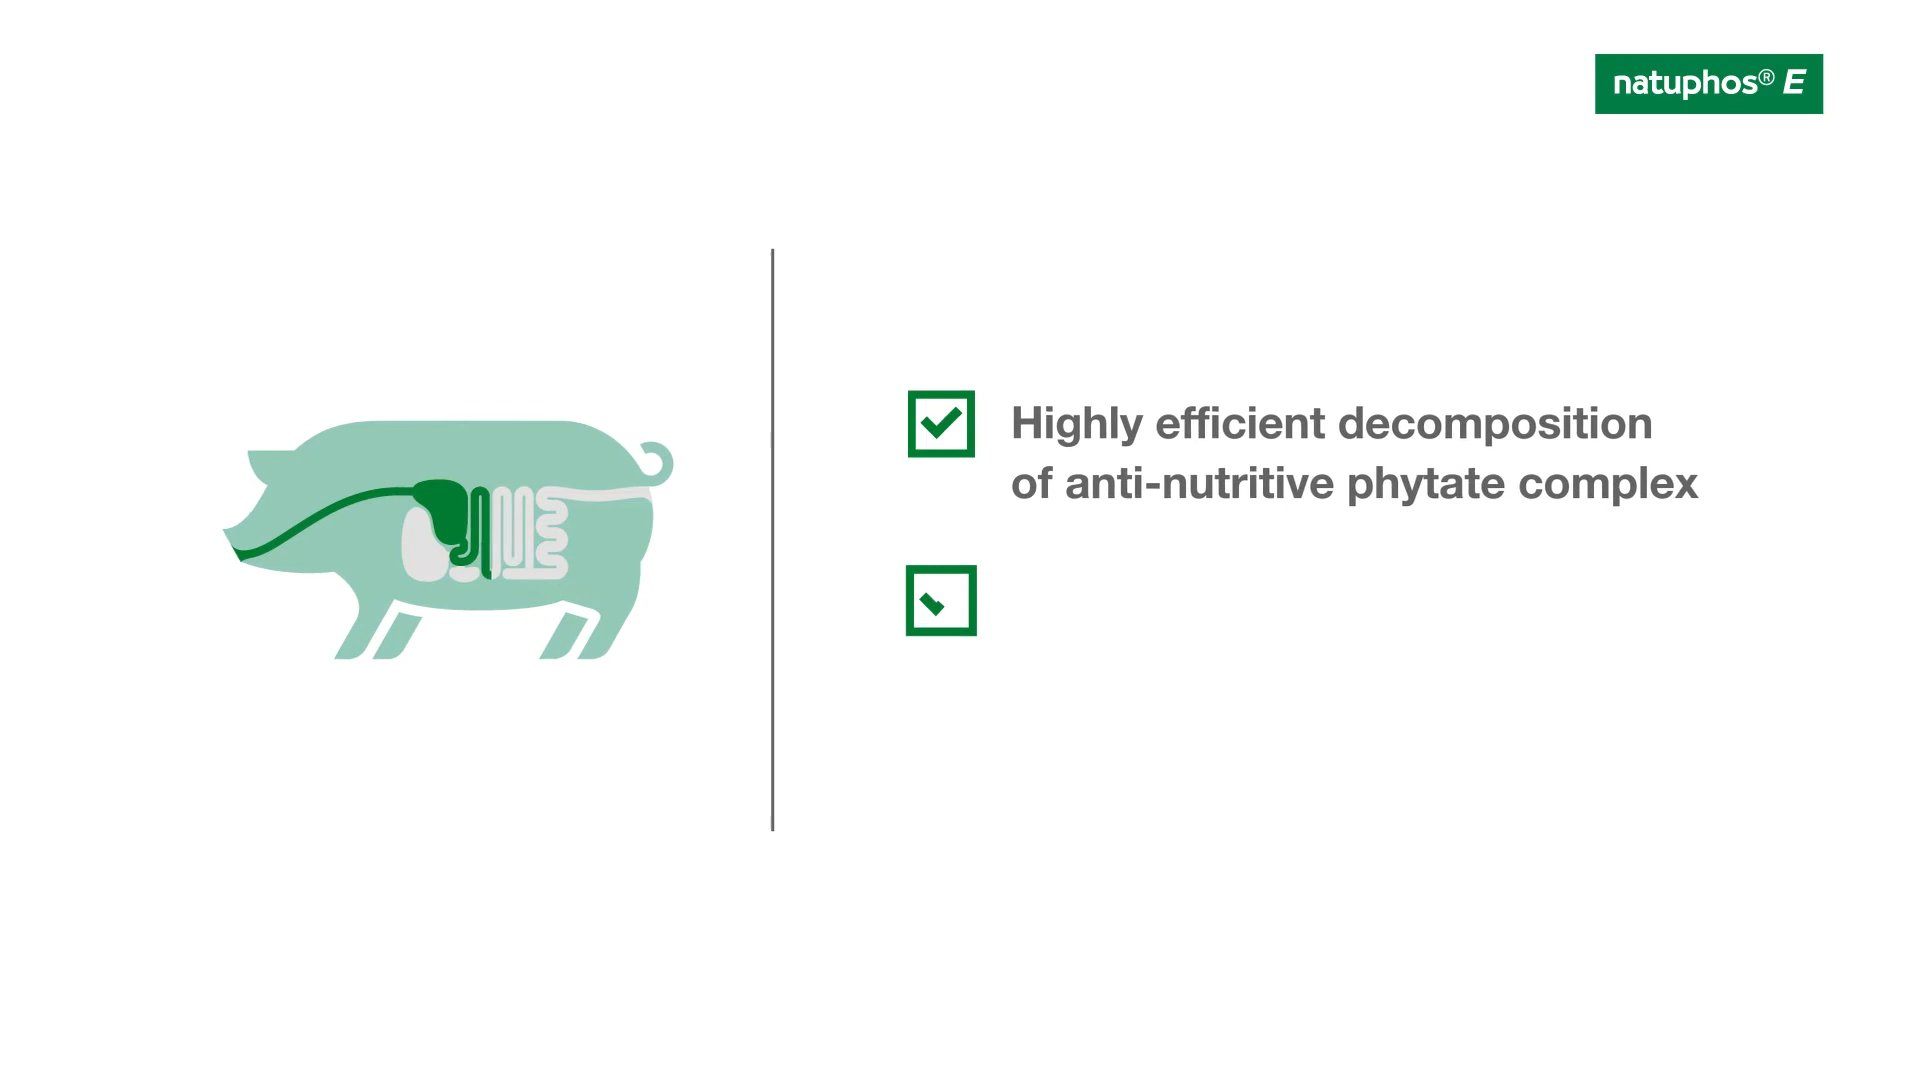 natuphos® E
Highly efficient decomposition
of anti-nutritive phytate complex